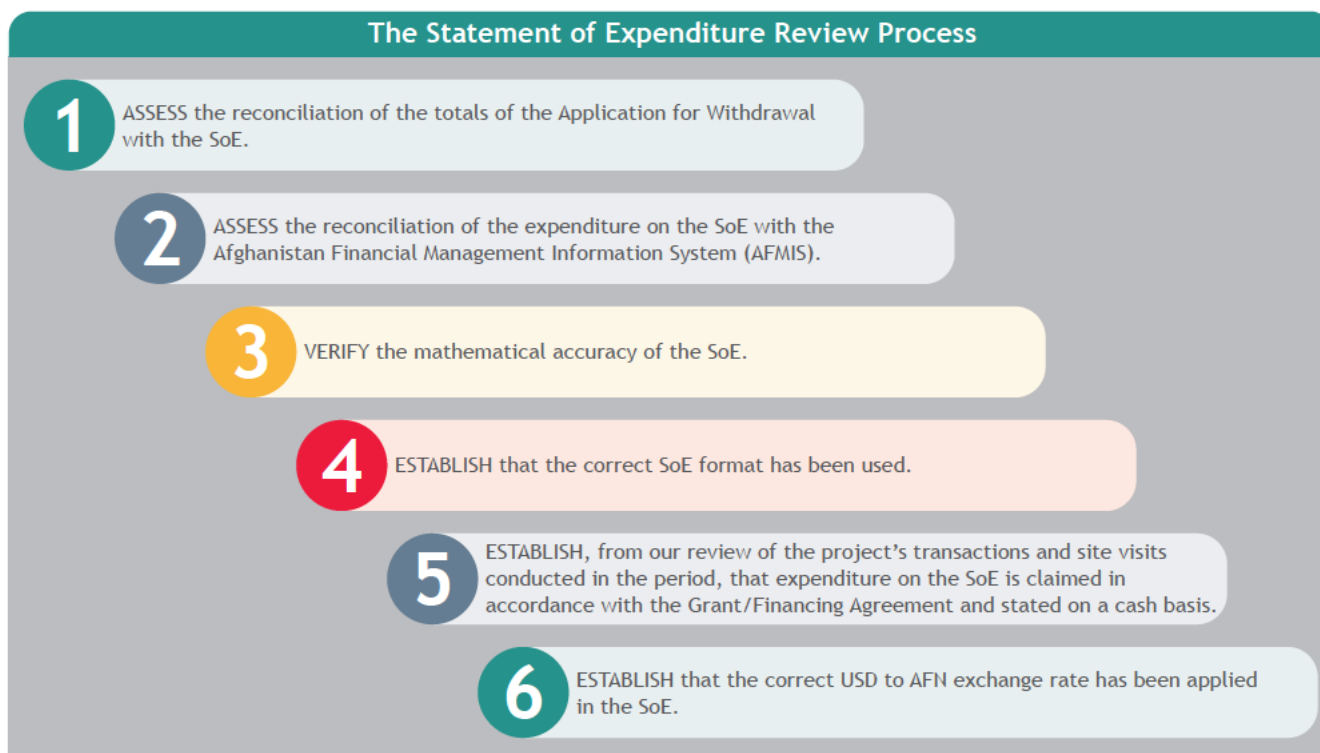 The Statement of Expenditure Review Process
1
ASSESS the reconciliation of the totals of the Application for Withdrawal
with the SoE.
2
ASSESS the reconciliation of the expenditure on the SoE with the
Afghanistan Financial Management Information System (AFMIS).
3
VERIFY the mathematical accuracy of the SoE.
4
ESTABLISH that the correct SoE format has been used.
5
ESTABLISH, from our review of the project's transactions and site visits
conducted in the period, that expenditure on the SoE is claimed in
accordance with the Grant/Financing Agreement and stated on a cash basis.
6
ESTABLISH that the correct USD to AFN exchange rate has been applied
in the SoE.